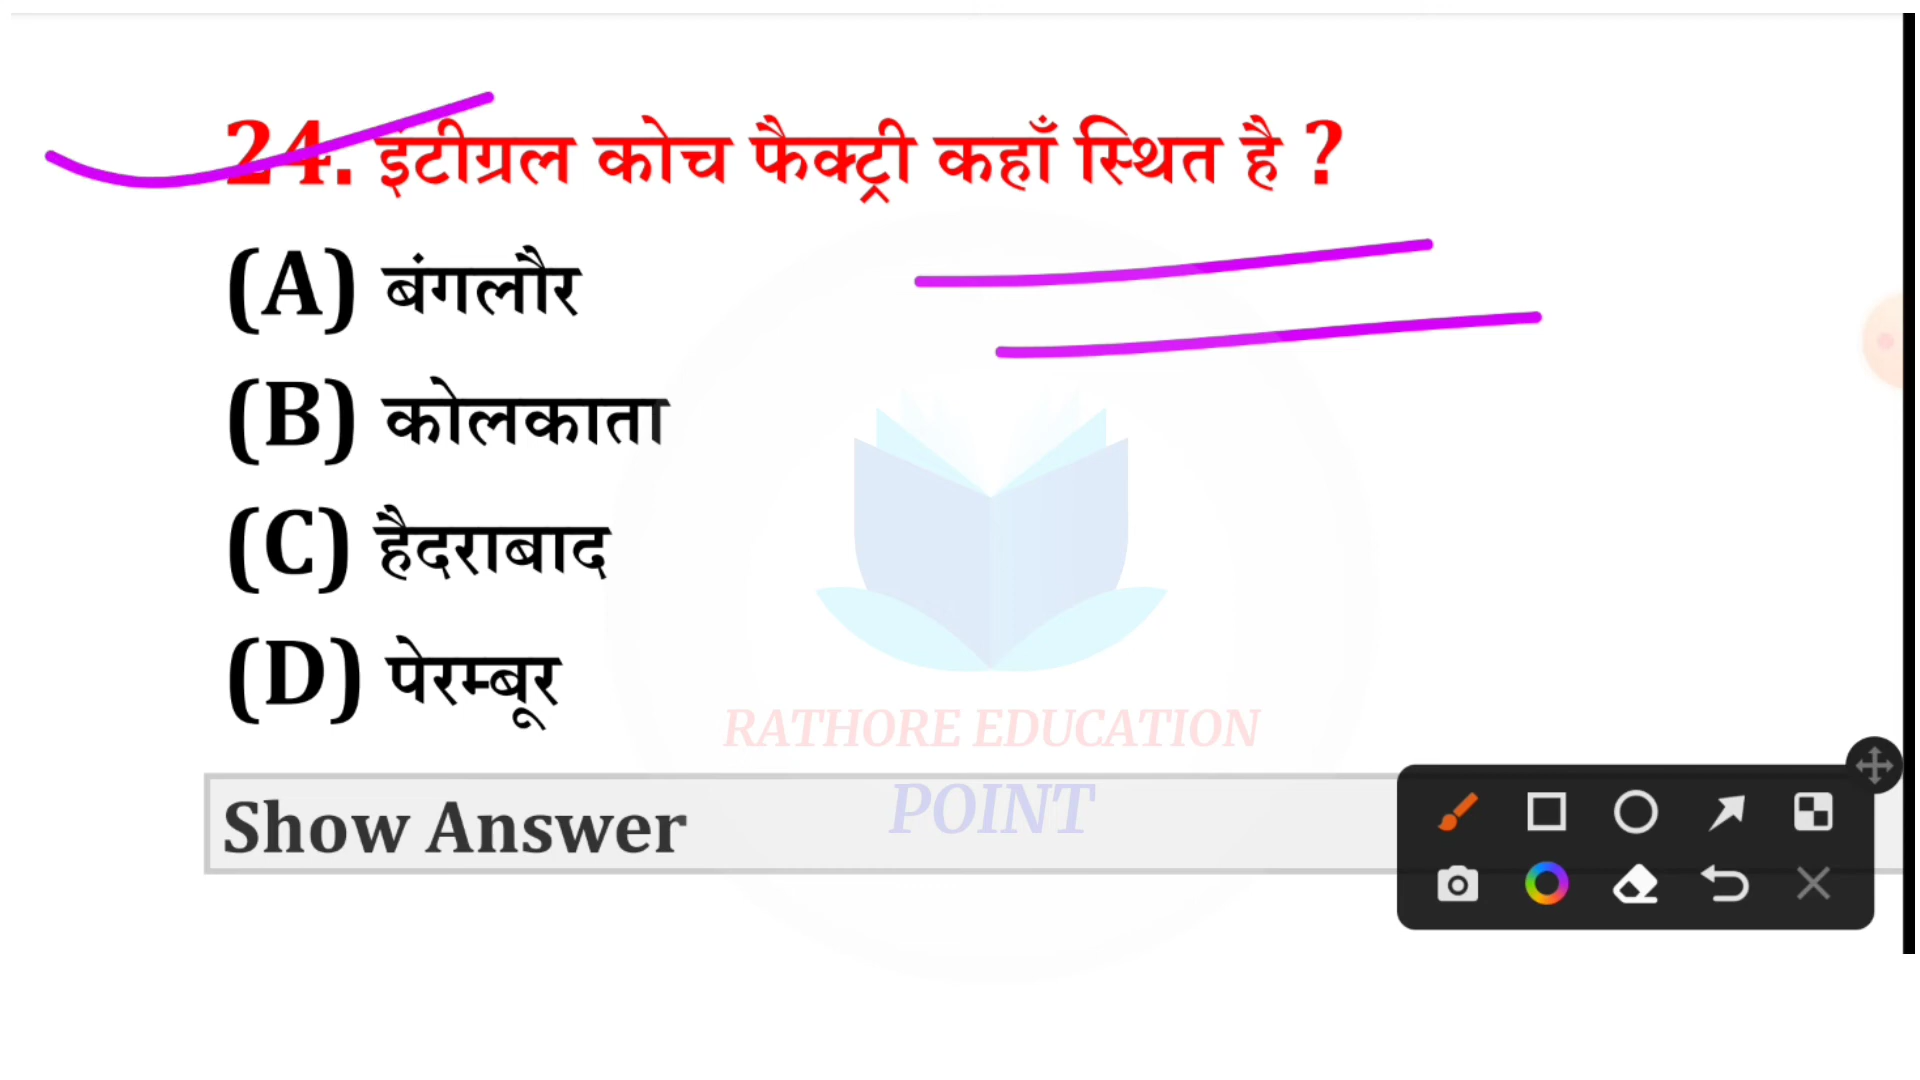 24. इंटीग्रल कोच फैक्ट्री कहाँ स्थित है ?
(A) बंगलौर
(B) कोलकाता
(C) हैदराबाद
(D) पेरम्बूर
RATHORE EDUCATION
POINT
Show Answer